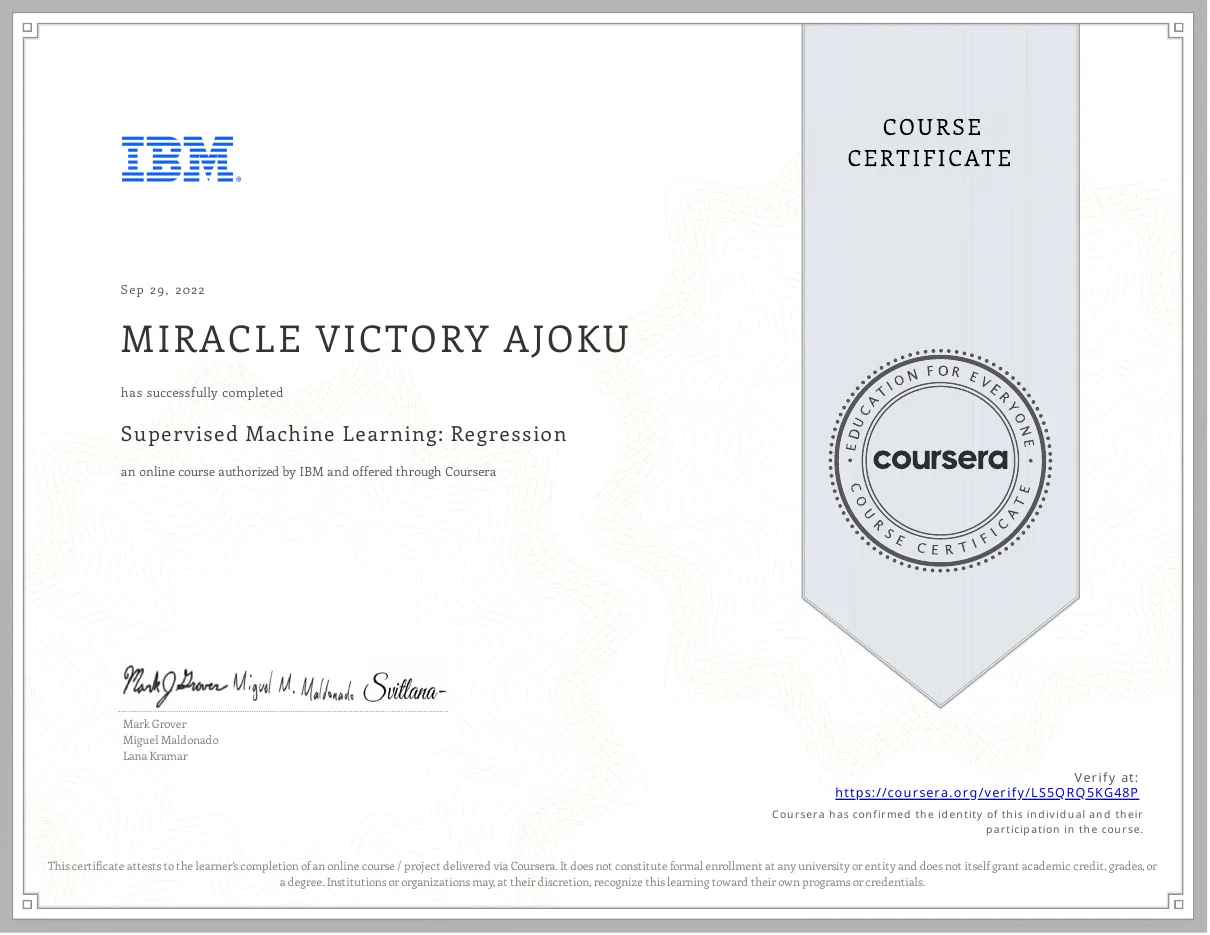 IBM®
COURSE
CERTIFICATE
Sep 29, 2022
MIRACLE VICTORY AJOKU
has successfully completed
Supervised Machine Learning: Regression
an online course authorized by IBM and offered through Coursera
EDUCATION FOR EVERYONE
coursera
COURSE CERTIFICATE
Mark J Grover Miguel M. Maldonado Svitlana-
Mark Grover
Miguel Maldonado
Lana Kramar
Verify at:
https://coursera.org/verify/LS5QRQ5KG48P
Coursera has confirmed the identity of this individual and their
participation in the course.
This certificate attests to the learner's completion of an online course / project delivered via Coursera. It does not constitute formal enrollment at any university or entity and does not itself grant academic credit, grades, or
a degree. Institutions or organizations may, at their discretion, recognize this learning toward their own programs or credentials.